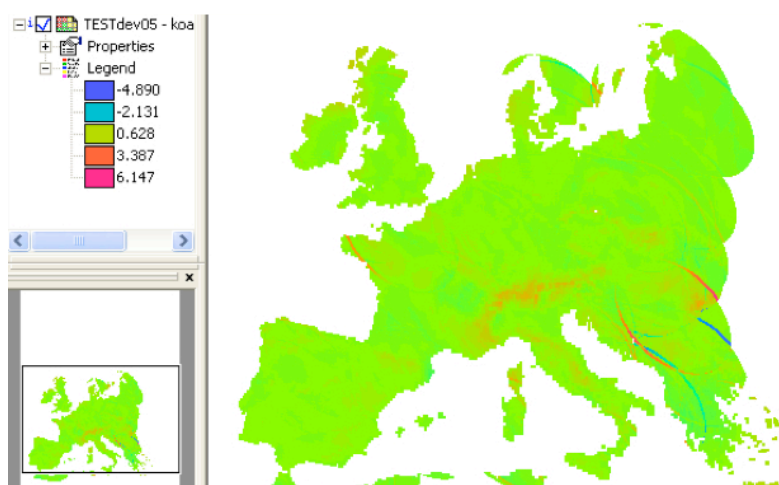 TESTdev05 - koa
Properties
Legend
-4.890
-2.131
0.628
3.387
6.147